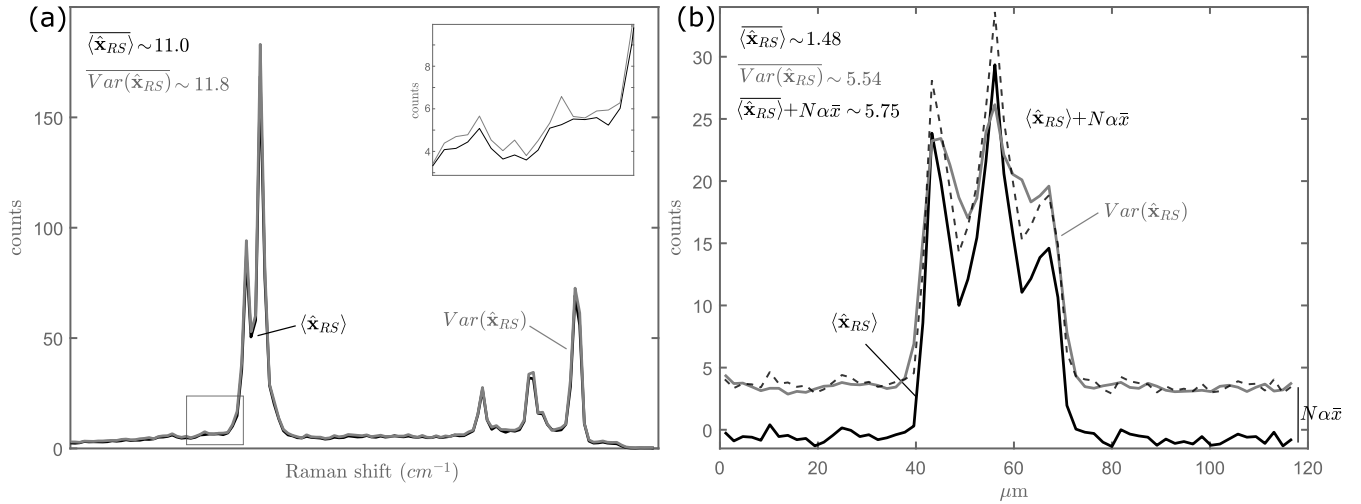 (a)
⟨x̂_RS⟩ ~ 11.0
Var(x̂_RS) ~ 11.8
counts
8
6
4
150
100
50
0
counts
⟨x̂_RS⟩
Var(x̂_RS)
Raman shift (cm⁻¹)
(b)
⟨x̂_RS⟩ ~ 1.48
Var(x̂_RS) ~ 5.54
⟨x̂_RS⟩ + Nαx̄ ~ 5.75
⟨x̂_RS⟩ + Nαx̄
Var(x̂_RS)
⟨x̂_RS⟩
Nαx̄
30
25
20
15
10
5
0
counts
0 20 40 60 80 100 120
μm